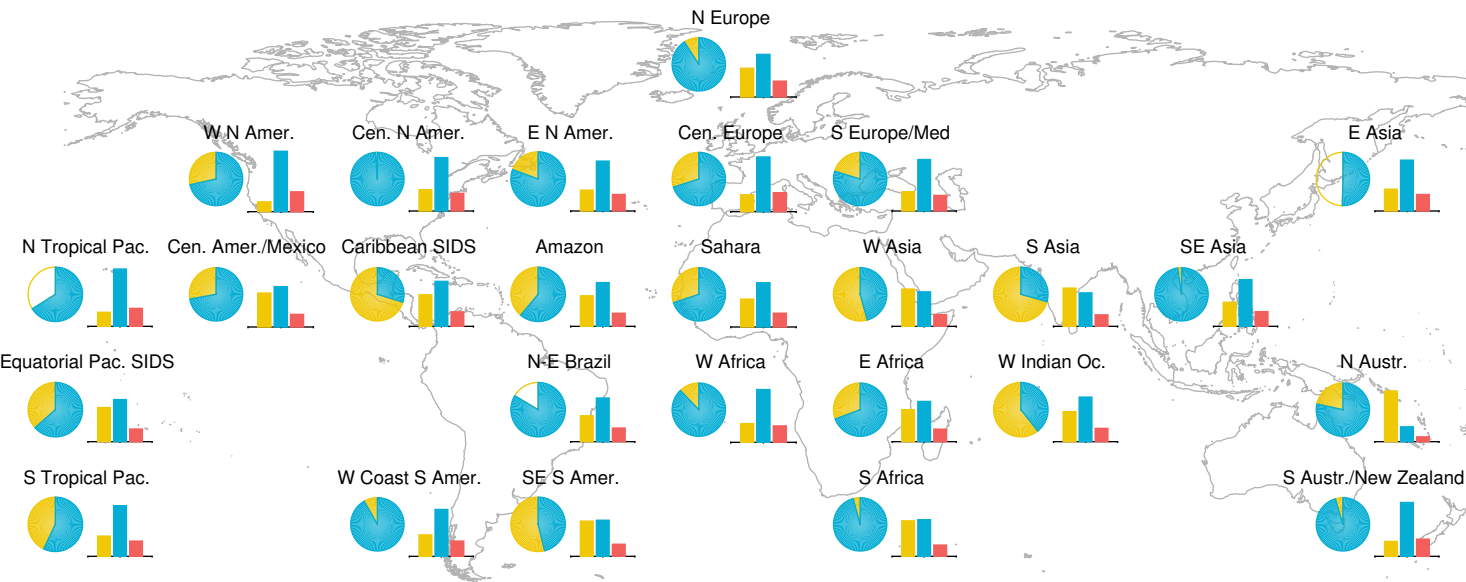 N Europe
W N Amer.
Cen. N Amer.
E N Amer.
Cen. Europe
S Europe/Med
E Asia
N Tropical Pac.
Cen. Amer./Mexico
Caribbean SIDS
Amazon
Sahara
W Asia
S Asia
SE Asia
Equatorial Pac. SIDS
N-E Brazil
W Africa
E Africa
W Indian Oc.
N Austr.
S Tropical Pac.
W Coast S Amer.
SE S Amer.
S Africa
S Austr./New Zealand